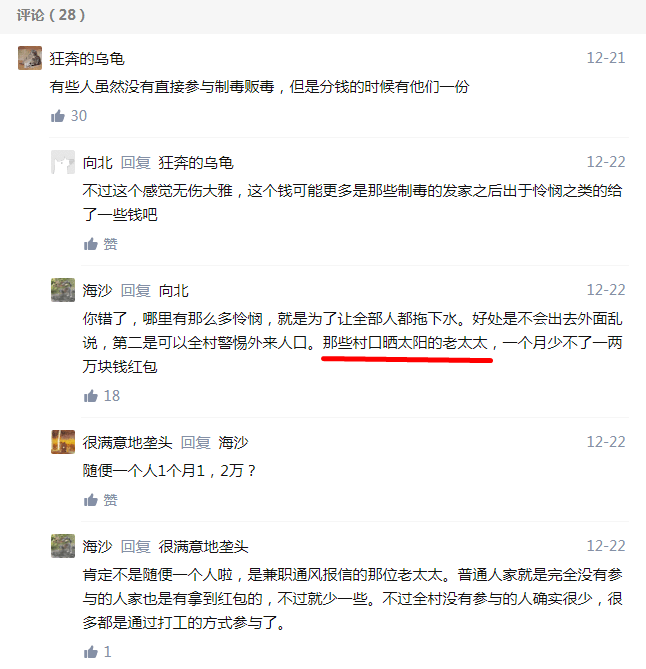 评论（28）
狂奔的乌龟 12-21
有些人虽然没有直接参与制毒贩毒，但是分钱的时候有他们一份
30
向北 回复 狂奔的乌龟 12-22
不过这个感觉无伤大雅，这个钱可能更多是那些制毒的发家之后出于怜悯之类的给
了一些钱吧
赞
海沙 回复 向北 12-22
你错了，哪里有那么多怜悯，就是为了让全部人都拖下水。好处是不会出去外面乱
说，第二是可以全村警惕外来人口。那些村口晒太阳的老太太，一个月少不了一两
万块钱红包
18
很满意地垄头 回复 海沙 12-22
随便一个人1个月1，2万？
赞
海沙 回复 很满意地垄头 12-22
肯定不是随便一个人啦，是兼职通风报信的那位老太太。普通人家就是完全没有参
与的人家也是有拿到红包的，不过就少一些。不过全村没有参与的人确实很少，很
多都是通过打工的方式参与了。
1